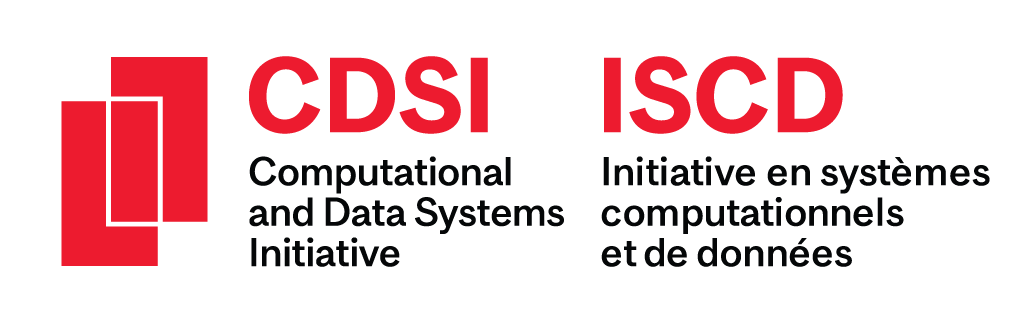 CDSI
Computational
and Data Systems
Initiative
ISCD
Initiative en systèmes
computationnels
et de données